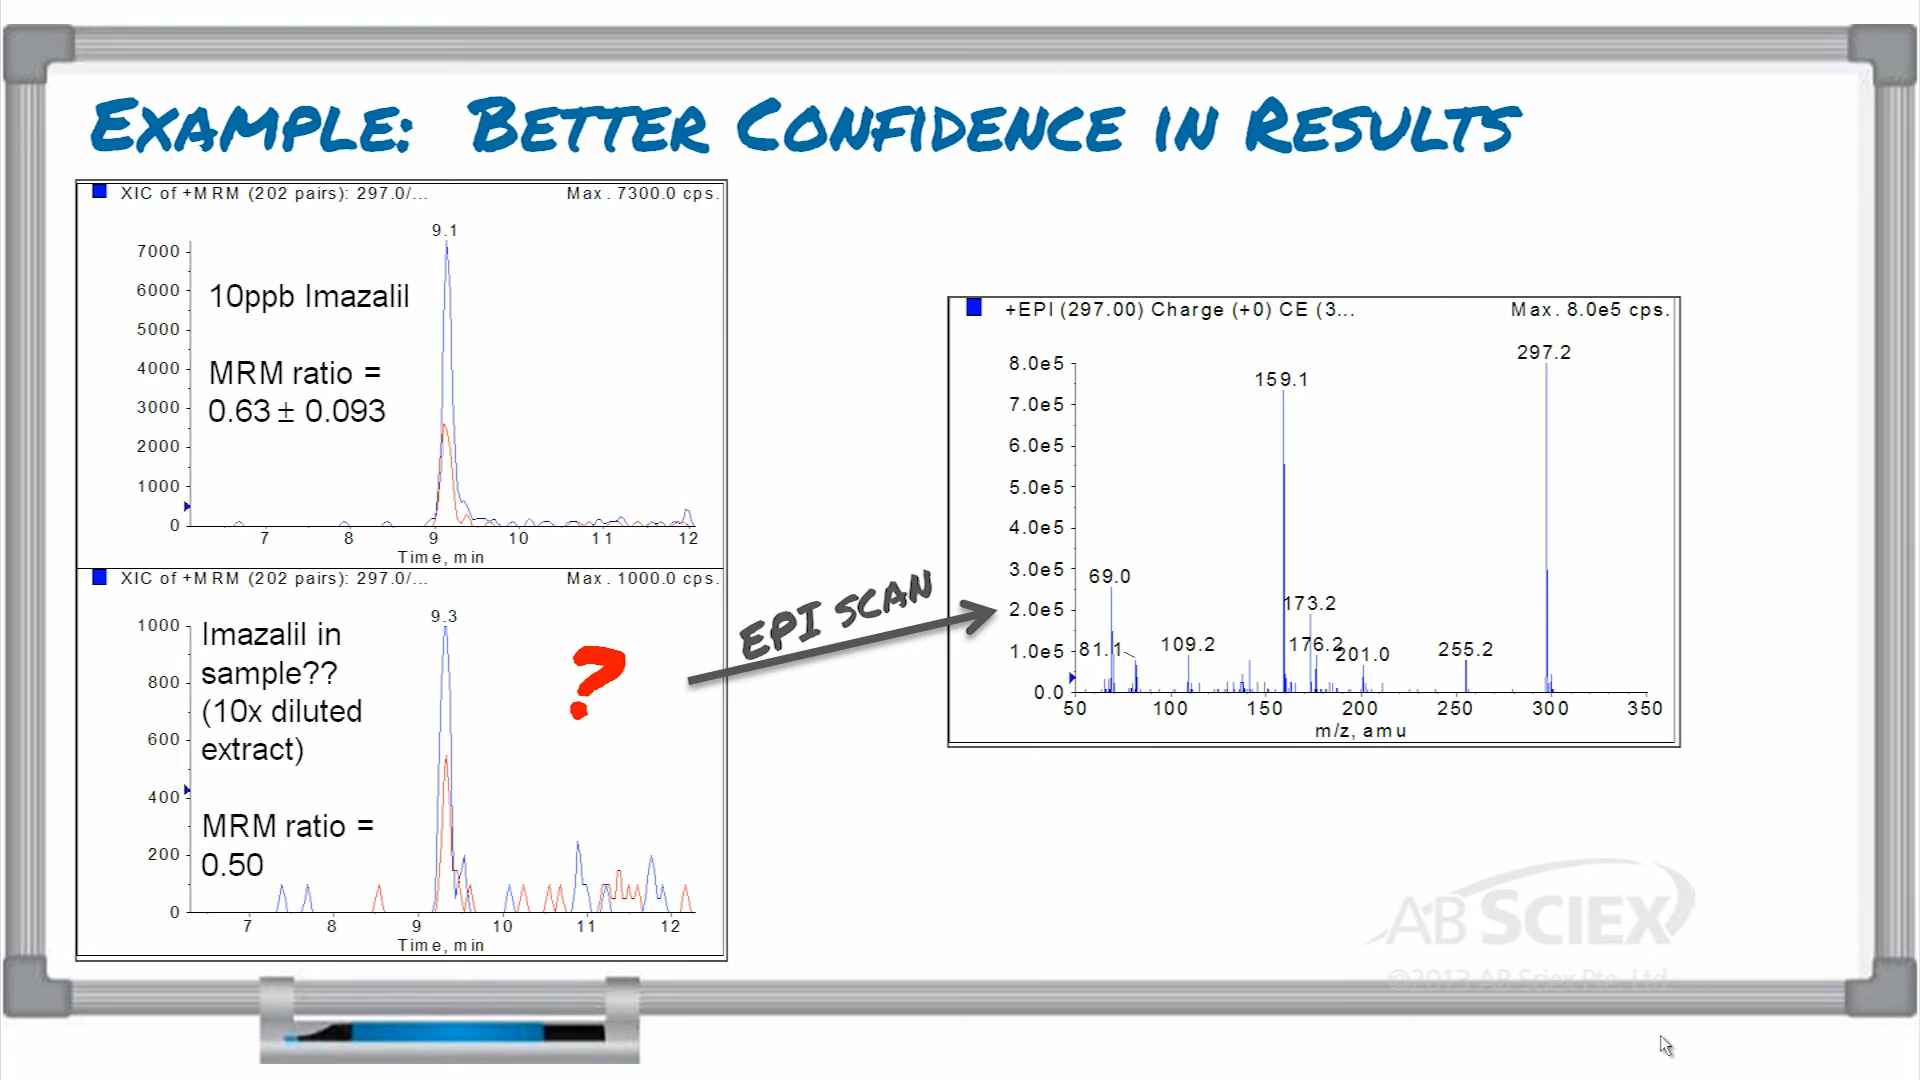 Example: Better Confidence in Results
XIC of +MRM (202 pairs): 297.0/... Max. 7300.0 cps.
9.1
7000
6000
5000
4000
3000
2000
1000
0
10ppb Imazalil
MRM ratio =
0.63 ± 0.093
7 8 9 10 11 12
Time, min
XIC of +MRM (202 pairs): 297.0/... Max. 1000.0 cps.
9.3
1000
800
600
400
200
0
Imazalil in
sample??
(10x diluted
extract)
MRM ratio =
0.50
?
7 8 9 10 11 12
Time, min
EPI scan
+EPI (297.00) Charge (+0) CE (3... Max. 8.0e5 cps.
8.0e5
7.0e5
6.0e5
5.0e5
4.0e5
3.0e5
2.0e5
1.0e5
0.0
297.2
159.1
69.0
173.2
81.1
109.2
176.2
201.0
255.2
50 100 150 200 250 300 350
m/z, amu
AB SCIEX
©2013 AB Sciex Pte. Ltd.